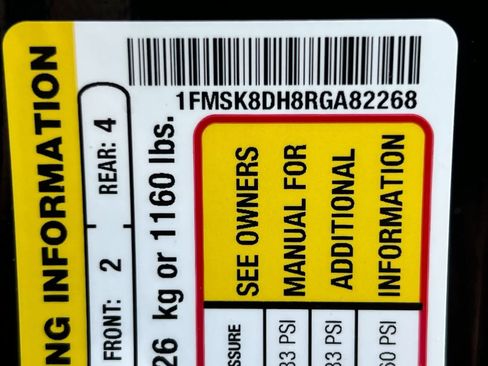 1FMSK8DH8RGA82268
NG INFORMATION
FRONT: 2 REAR: 4
26 kg or 1160 lbs.
SEE OWNERS
MANUAL FOR
ADDITIONAL
INFORMATION
SSURE
33 PSI
33 PSI
60 PSI